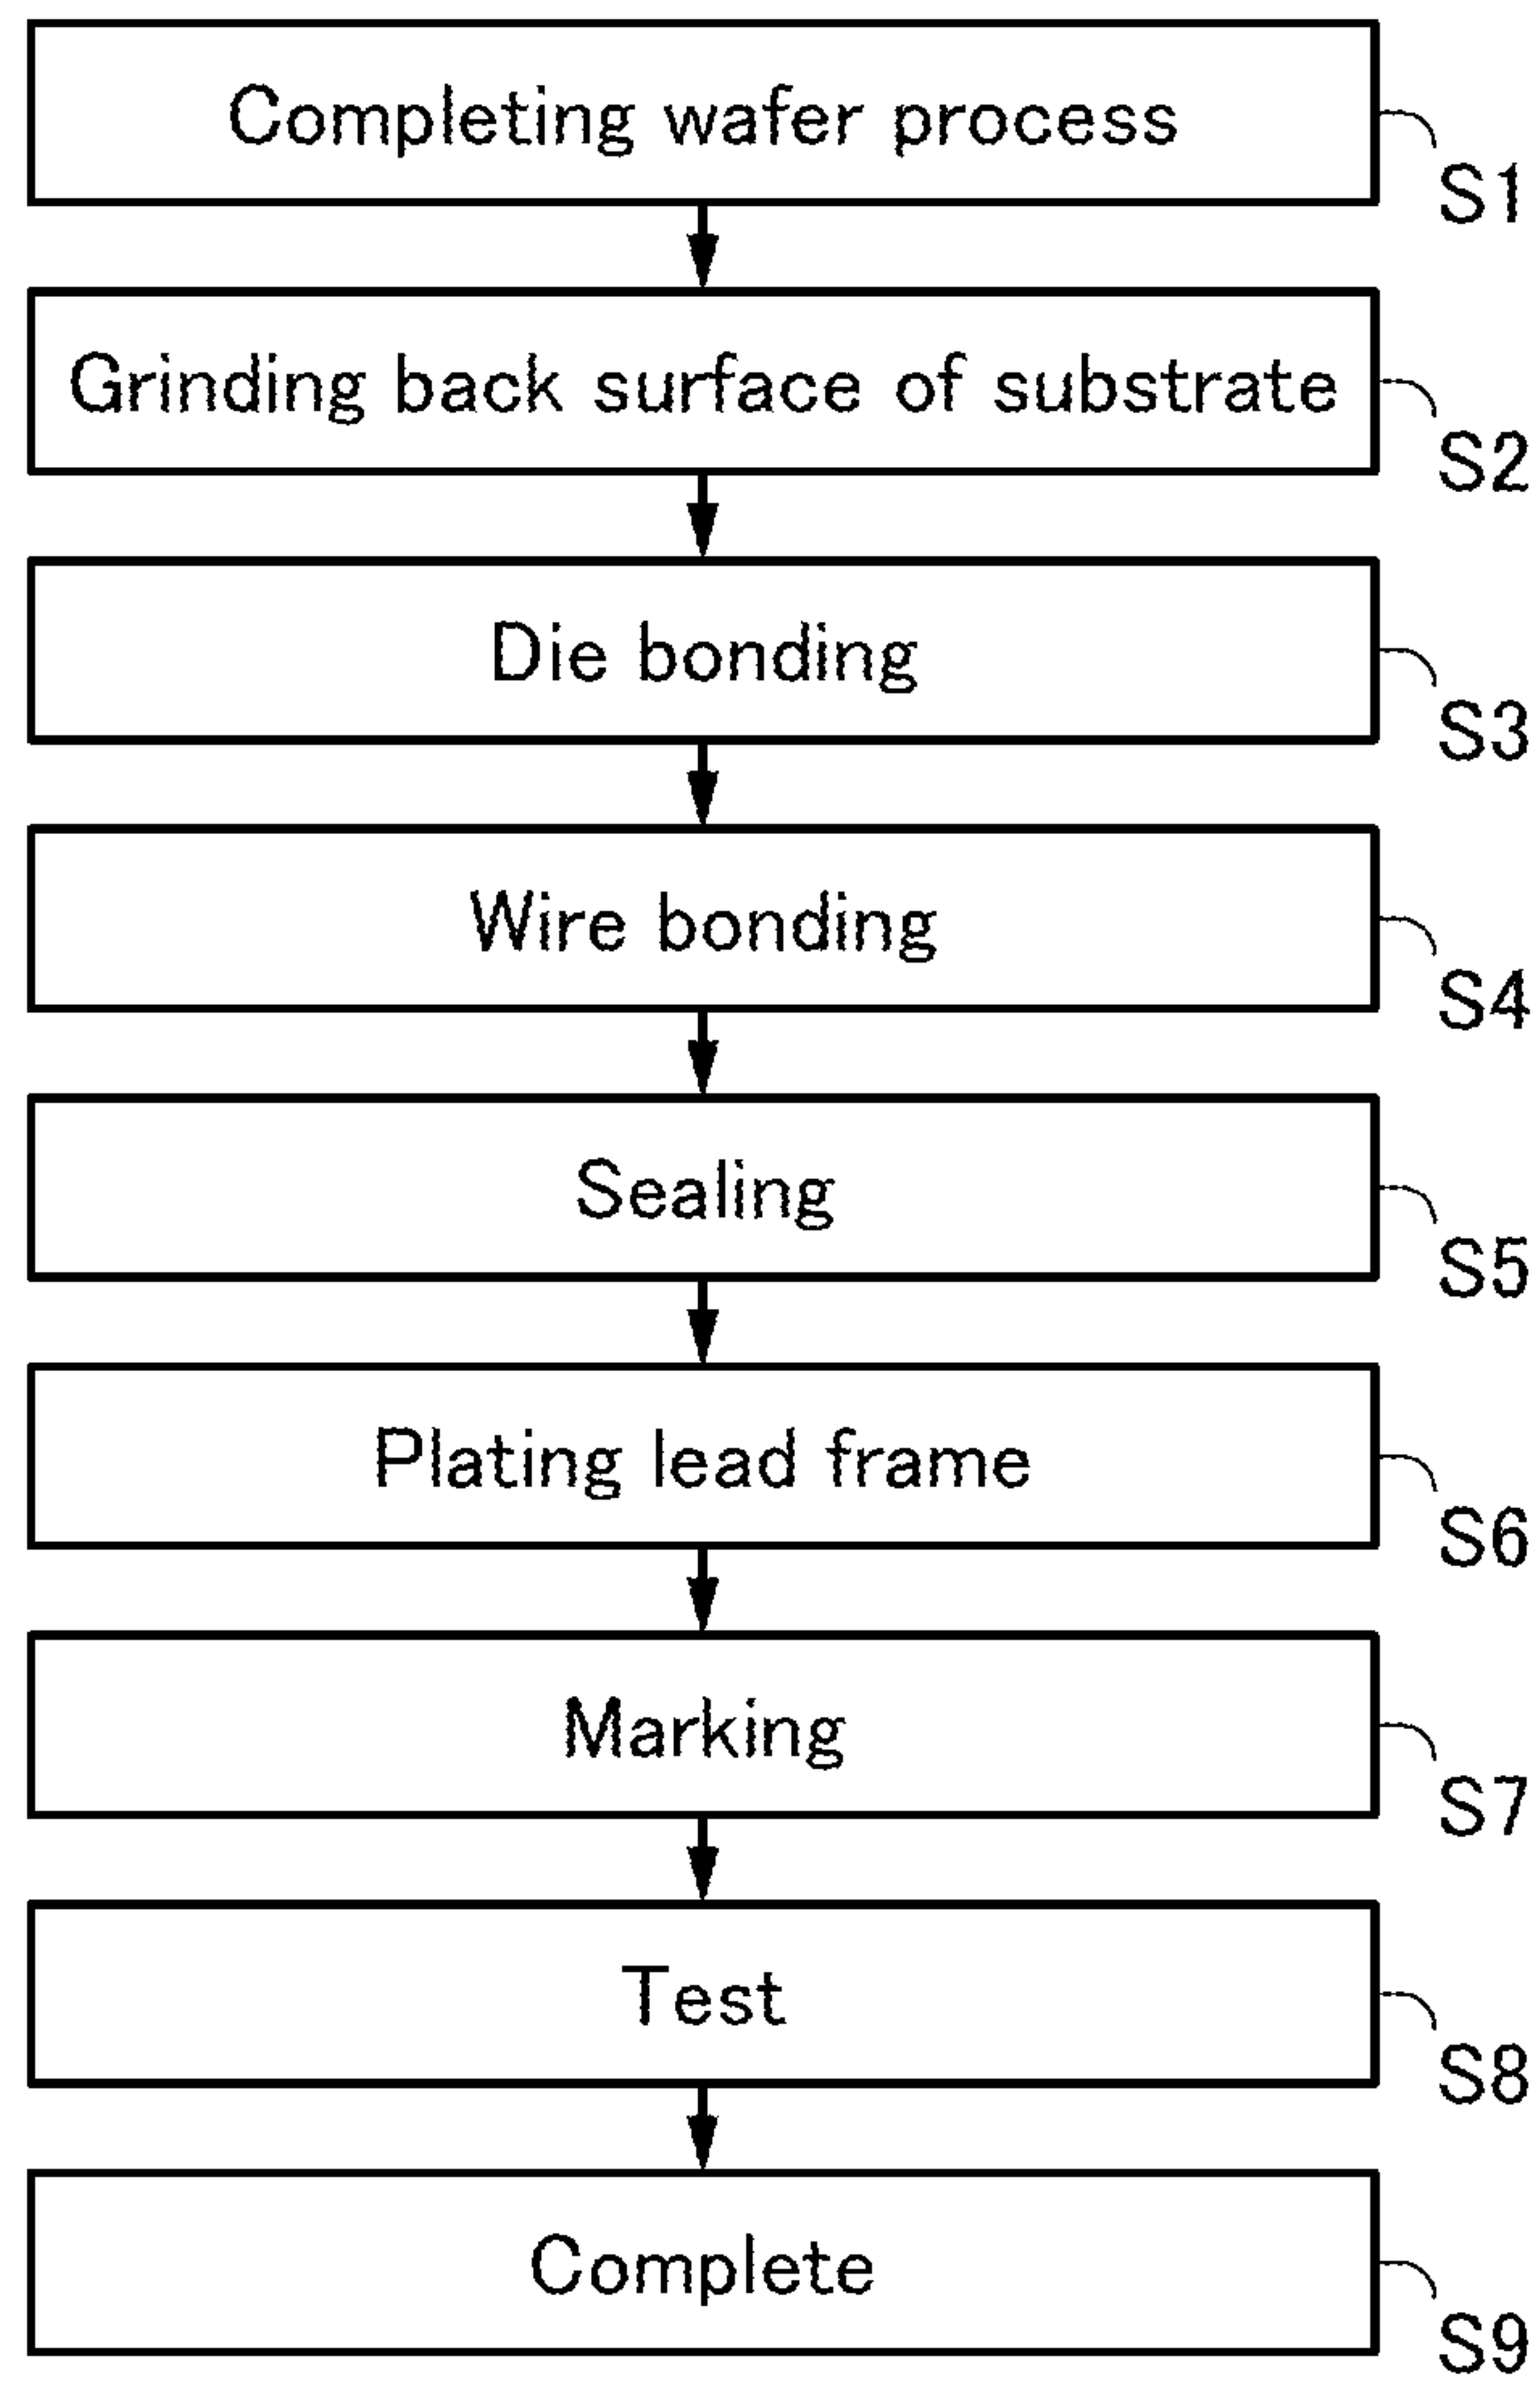 Completing wafer process
S1
Grinding back surface of substrate
S2
Die bonding
S3
Wire bonding
S4
Sealing
S5
Plating lead frame
S6
Marking
S7
Test
S8
Complete
S9